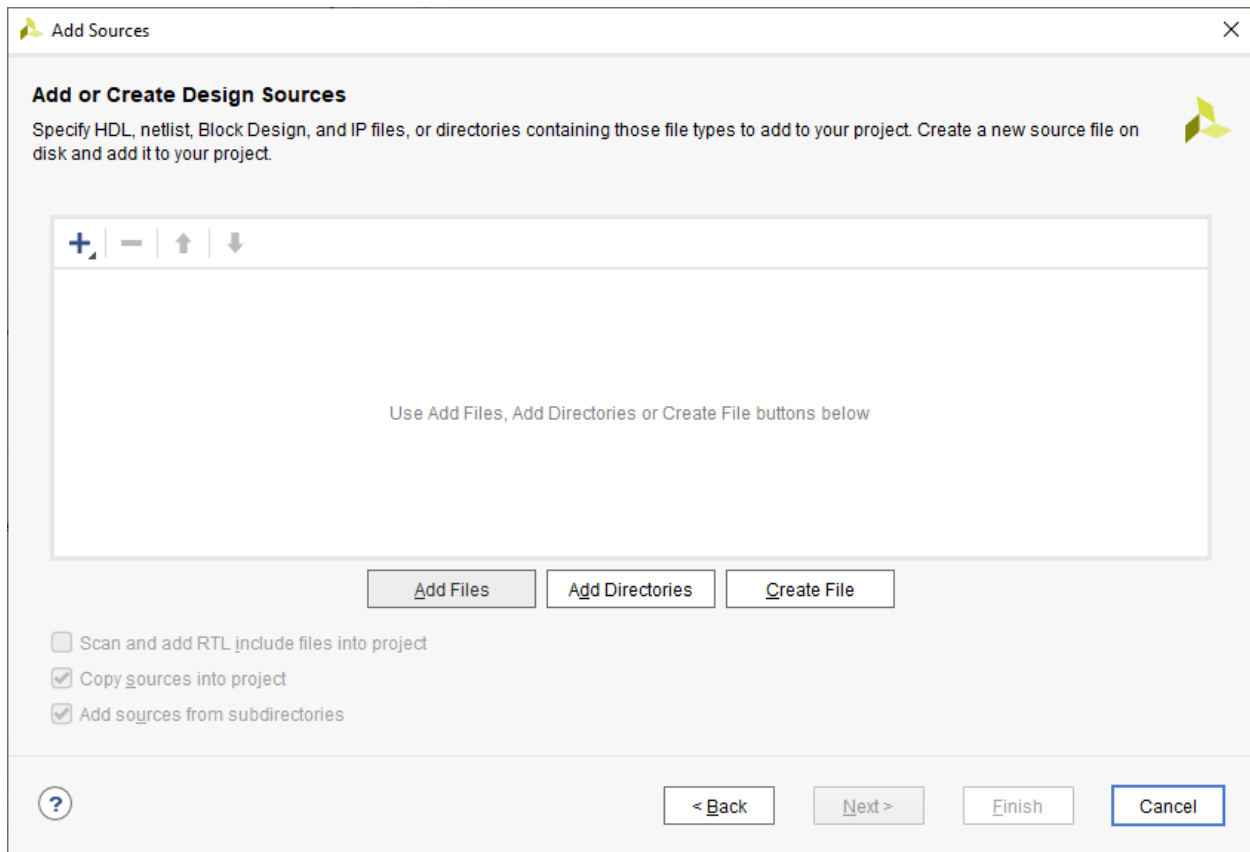 Add Sources
Add or Create Design Sources
Specify HDL, netlist, Block Design, and IP files, or directories containing those file types to add to your project. Create a new source file on
disk and add it to your project.
Use Add Files, Add Directories or Create File buttons below
Add Files
Add Directories
Create File
Scan and add RTL include files into project
Copy sources into project
Add sources from subdirectories
?
< Back
Next >
Finish
Cancel